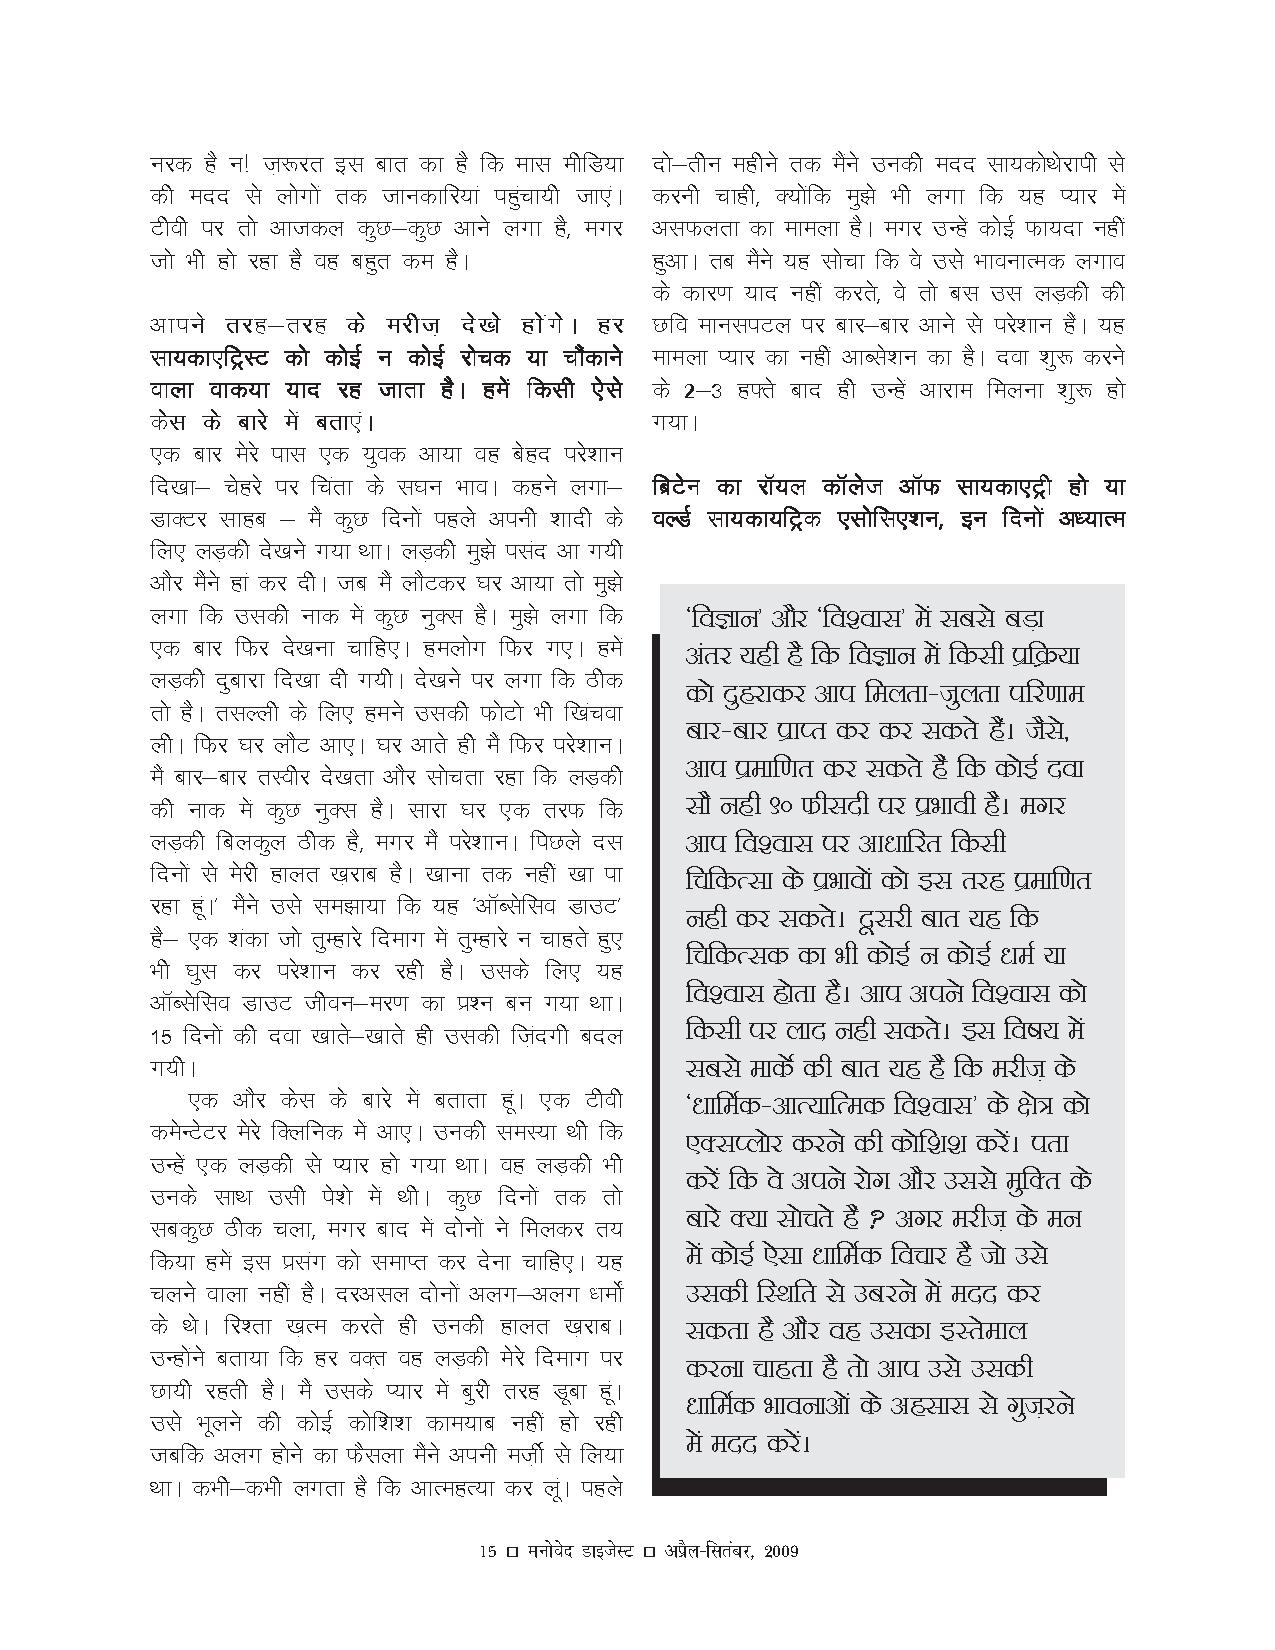 नरक है न! ज़रूरत इस बात का है कि मास मीडिया
की मदद से लोगों तक जानकारियां पहुंचायी जाएं।
टीवी पर तो आजकल कुछ–कुछ आने लगा है, मगर
जो भी हो रहा है वह बहुत कम है।
आपने तरह–तरह के मरीज़ देखे होंगे। हर
सायकाएट्रिस्ट को कोई न कोई रोचक या चौंकाने
वाला वाकया याद रह जाता है। हमें किसी ऐसे
केस के बारे में बताएं।
एक बार मेरे पास एक युवक आया वह बेहद परेशान
दिखा– चेहरे पर चिंता के सघन भाव। कहने लगा–
डाक्टर साहब – मैं कुछ दिनों पहले अपनी शादी के
लिए लड़की देखने गया था। लड़की मुझे पसंद आ गयी
और मैंने हां कर दी। जब मैं लौटकर घर आया तो मुझे
लगा कि उसकी नाक में कुछ नुक्स है। मुझे लगा कि
एक बार फिर देखना चाहिए। हमलोग फिर गए। हमें
लड़की दुबारा दिखा दी गयी। देखने पर लगा कि ठीक
तो है। तसल्ली के लिए हमने उसकी फोटो भी खिंचवा
ली। फिर घर लौट आए। घर आते ही मैं फिर परेशान।
मैं बार–बार तस्वीर देखता और सोचता रहा कि लड़की
की नाक में कुछ नुक्स है। सारा घर एक तरफ कि
लड़की बिलकुल ठीक है, मगर मैं परेशान। पिछले दस
दिनों से मेरी हालत ख़राब है। खाना तक नहीं खा पा
रहा हूं।’ मैंने उसे समझाया कि यह ‘ऑब्सेसिव डाउट’
है– एक शंका जो तुम्हारे दिमाग में तुम्हारे न चाहते हुए
भी घुस कर परेशान कर रही है। उसके लिए यह
ऑब्सेसिव डाउट जीवन–मरण का प्रश्न बन गया था।
15 दिनों की दवा खाते–खाते ही उसकी ज़िंदगी बदल
गयी।
एक और केस के बारे में बताता हूं। एक टीवी
कमेन्टेटर मेरे क्लिनिक में आए। उनकी समस्या थी कि
उन्हें एक लड़की से प्यार हो गया था। वह लड़की भी
उनके साथ उसी पेशे में थी। कुछ दिनों तक तो
सबकुछ ठीक चला, मगर बाद में दोनों ने मिलकर तय
किया हमें इस प्रसंग को समाप्त कर देना चाहिए। यह
चलने वाला नहीं है। दरअसल दोनों अलग–अलग धर्मो
के थे। रिश्ता ख़त्म करते ही उनकी हालत ख़राब।
उन्होंने बताया कि हर वक़्त वह लड़की मेरे दिमाग पर
छायी रहती है। मैं उसके प्यार में बुरी तरह डूबा हूं।
उसे भूलने की कोई कोशिश कामयाब नहीं हो रही
जबकि अलग होने का फैसला मैंने अपनी मर्ज़ी से लिया
था। कभी–कभी लगता है कि आत्महत्या कर लूं। पहले
दो–तीन महीने तक मैने उनकी मदद सायकोथेरापी से
करनी चाही, क्योंकि मुझे भी लगा कि यह प्यार में
असफलता का मामला है। मगर उन्हें कोई फायदा नहीं
हुआ। तब मैंने यह सोचा कि वे उसे भावनात्मक लगाव
के कारण याद नहीं करते, वे तो बस उस लड़की की
छवि मानसपटल पर बार–बार आने से परेशान हैं। यह
मामला प्यार का नहीं आब्सेशन का है। दवा शुरू करने
के 2–3 हफ्ते बाद ही उन्हें आराम मिलना शुरू हो
गया।
ब्रिटेन का रॉयल कॉलेज ऑफ सायकाएट्री हो या
वर्ल्ड सायकायट्रिक एसोसिएशन, इन दिनों अध्यात्म
‘विज्ञान’ और ‘विश्वास’ में सबसे बड़ा
अंतर यही है कि विज्ञान में किसी प्रक्रिया
को दुहराकर आप मिलता-जुलता परिणाम
बार-बार प्राप्त कर कर सकते हैं। जैसे,
आप प्रमाणित कर सकते हैं कि कोई दवा
सौ नही ९० फीसदी पर प्रभावी है। मगर
आप विश्वास पर आधारित किसी
चिकित्सा के प्रभावों को इस तरह प्रमाणित
नही कर सकते। दूसरी बात यह कि
चिकित्सक का भी कोई न कोई धर्म या
विश्वास होता है। आप अपने विश्वास को
किसी पर लाद नही सकते। इस विषय में
सबसे मार्के की बात यह है कि मरीज़ के
‘धार्मिक-आत्यात्मिक विश्वास’ के क्षेत्र को
एक्सप्लोर करने की कोशिश करें। पता
करें कि वे अपने रोग और उससे मुक्ति के
बारे क्या सोचते हैं ? अगर मरीज़ के मन
में कोई ऐसा धार्मिक विचार है जो उसे
उसकी स्थिति से उबरने में मदद कर
सकता है और वह उसका इस्तेमाल
करना चाहता है तो आप उसे उसकी
धार्मिक भावनाओं के अहसास से गुज़रने
में मदद करें।
15 □ मनोवेद डाइजेस्ट □ अप्रैल-सितंबर, 2009